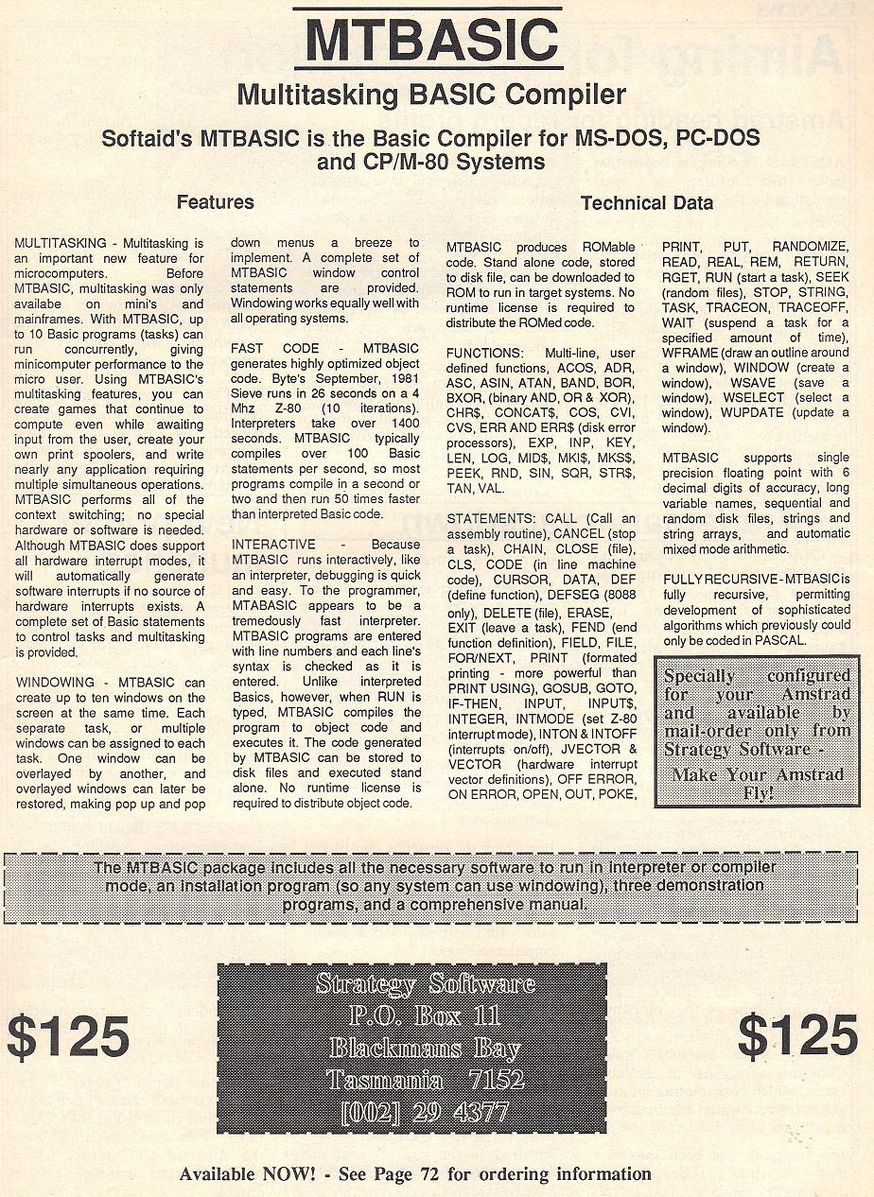 MTBASIC
Multitasking BASIC Compiler
Softaid's MTBASIC is the Basic Compiler for MS-DOS, PC-DOS
and CP/M-80 Systems
Features
MULTITASKING - Multitasking is
an important new feature for
microcomputers. Before
MTBASIC, multitasking was only
availabe on mini's and
mainframes. With MTBASIC, up
to 10 Basic programs (tasks) can
run concurrently, giving
minicomputer performance to the
micro user. Using MTBASIC's
multitasking features, you can
create games that continue to
compute even while awaiting
input from the user, create your
own print spoolers, and write
nearly any application requiring
multiple simultaneous operations.
MTBASIC performs all of the
context switching; no special
hardware or software is needed.
Although MTBASIC does support
all hardware interrupt modes, it
will automatically generate
software interrupts if no source of
hardware interrupts exists. A
complete set of Basic statements
to control tasks and multitasking
is provided.
WINDOWING - MTBASIC can
create up to ten windows on the
screen at the same time. Each
separate task, or multiple
windows can be assigned to each
task. One window can be
overlayed by another, and
overlayed windows can later be
restored, making pop up and pop
down menus a breeze to
implement. A complete set of
MTBASIC window control
statements are provided.
Windowing works equally well with
all operating systems.
FAST CODE - MTBASIC
generates highly optimized object
code. Byte's September, 1981
Sieve runs in 26 seconds on a 4
Mhz Z-80 (10 iterations).
Interpreters take over 1400
seconds. MTBASIC typically
compiles over 100 Basic
statements per second, so most
programs compile in a second or
two and then run 50 times faster
than interpreted Basic code.
INTERACTIVE - Because
MTBASIC runs interactively, like
an interpreter, debugging is quick
and easy. To the programmer,
MTABASIC appears to be a
tremedously fast interpreter.
MTBASIC programs are entered
with line numbers and each line's
syntax is checked as it is
entered. Unlike interpreted
Basics, however, when RUN is
typed, MTBASIC compiles the
program to object code and
executes it. The code generated
by MTBASIC can be stored to
disk files and executed stand
alone. No runtime license is
required to distribute object code.
Technical Data
MTBASIC produces ROMable
code. Stand alone code, stored
to disk file, can be downloaded to
ROM to run in target systems. No
runtime license is required to
distribute the ROMed code.
FUNCTIONS: Multi-line, user
defined functions, ACOS, ADR,
ASC, ASIN, ATAN, BAND, BOR,
BXOR, (binary AND, OR & XOR),
CHR$, CONCAT$, COS, CVI,
CVS, ERR AND ERR$ (disk error
processors), EXP, INP, KEY,
LEN, LOG, MID$, MKI$, MKS$,
PEEK, RND, SIN, SQR, STR$,
TAN, VAL.
STATEMENTS: CALL (Call an
assembly routine), CANCEL (stop
a task), CHAIN, CLOSE (file),
CLS, CODE (in line machine
code), CURSOR, DATA, DEF
(define function), DEFSEG (8088
only), DELETE (file), ERASE,
EXIT (leave a task), FEND (end
function definition), FIELD, FILE,
FOR/NEXT, PRINT (formated
printing - more powerful than
PRINT USING), GOSUB, GOTO,
IF-THEN, INPUT, INPUT$,
INTEGER, INTMODE (set Z-80
interrupt mode), INTON & INTOFF
(interrupts on/off), JVECTOR &
VECTOR (hardware interrupt
vector definitions), OFF ERROR,
ON ERROR, OPEN, OUT, POKE,
PRINT, PUT, RANDOMIZE,
READ, REAL, REM, RETURN,
RGET, RUN (start a task), SEEK
(random files), STOP, STRING,
TASK, TRACEON, TRACEOFF,
WAIT (suspend a task for a
specified amount of time),
WFRAME (draw an outline around
a window), WINDOW (create a
window), WSAVE (save a
window), WSELECT (select a
window), WUPDATE (update a
window).
MTBASIC supports single
precision floating point with 6
decimal digits of accuracy, long
variable names, sequential and
random disk files, strings and
string arrays, and automatic
mixed mode arithmetic.
FULLY RECURSIVE - MTBASIC is
fully recursive, permitting
development of sophisticated
algorithms which previously could
only be coded in PASCAL.
Specially configured
for your Amstrad
and available by
mail-order only from
Strategy Software -
Make Your Amstrad
Fly!
The MTBASIC package includes all the necessary software to run in interpreter or compiler
mode, an installation program (so any system can use windowing), three demonstration
programs, and a comprehensive manual.
$125
Strategy Software
P.O. Box 11
Blackmans Bay
Tasmania 7152
[002] 29 4377
$125
Available NOW! - See Page 72 for ordering information